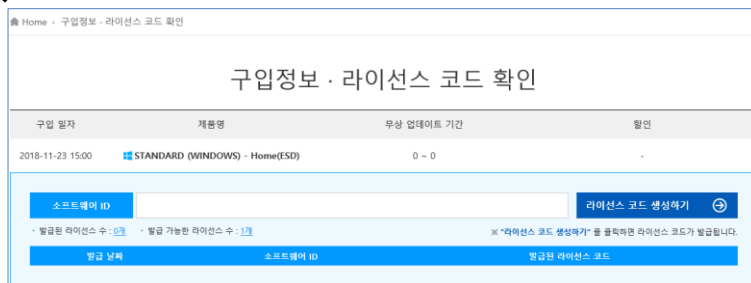 Home › 구입정보 · 라이선스 코드 확인
구입정보 · 라이선스 코드 확인
구입 일자 제품명 무상 업데이트 기간 할인
2018-11-23 15:00 STANDARD (WINDOWS) - Home(ESD) 0 ~ 0 -
소프트웨어 ID 라이선스 코드 생성하기
· 발급된 라이선스 수 : 0개 · 발급 가능한 라이선스 수 : 1개 ※ "라이선스 코드 생성하기" 를 클릭하면 라이선스 코드가 발급됩니다.
발급 날짜 소프트웨어 ID 발급된 라이선스 코드